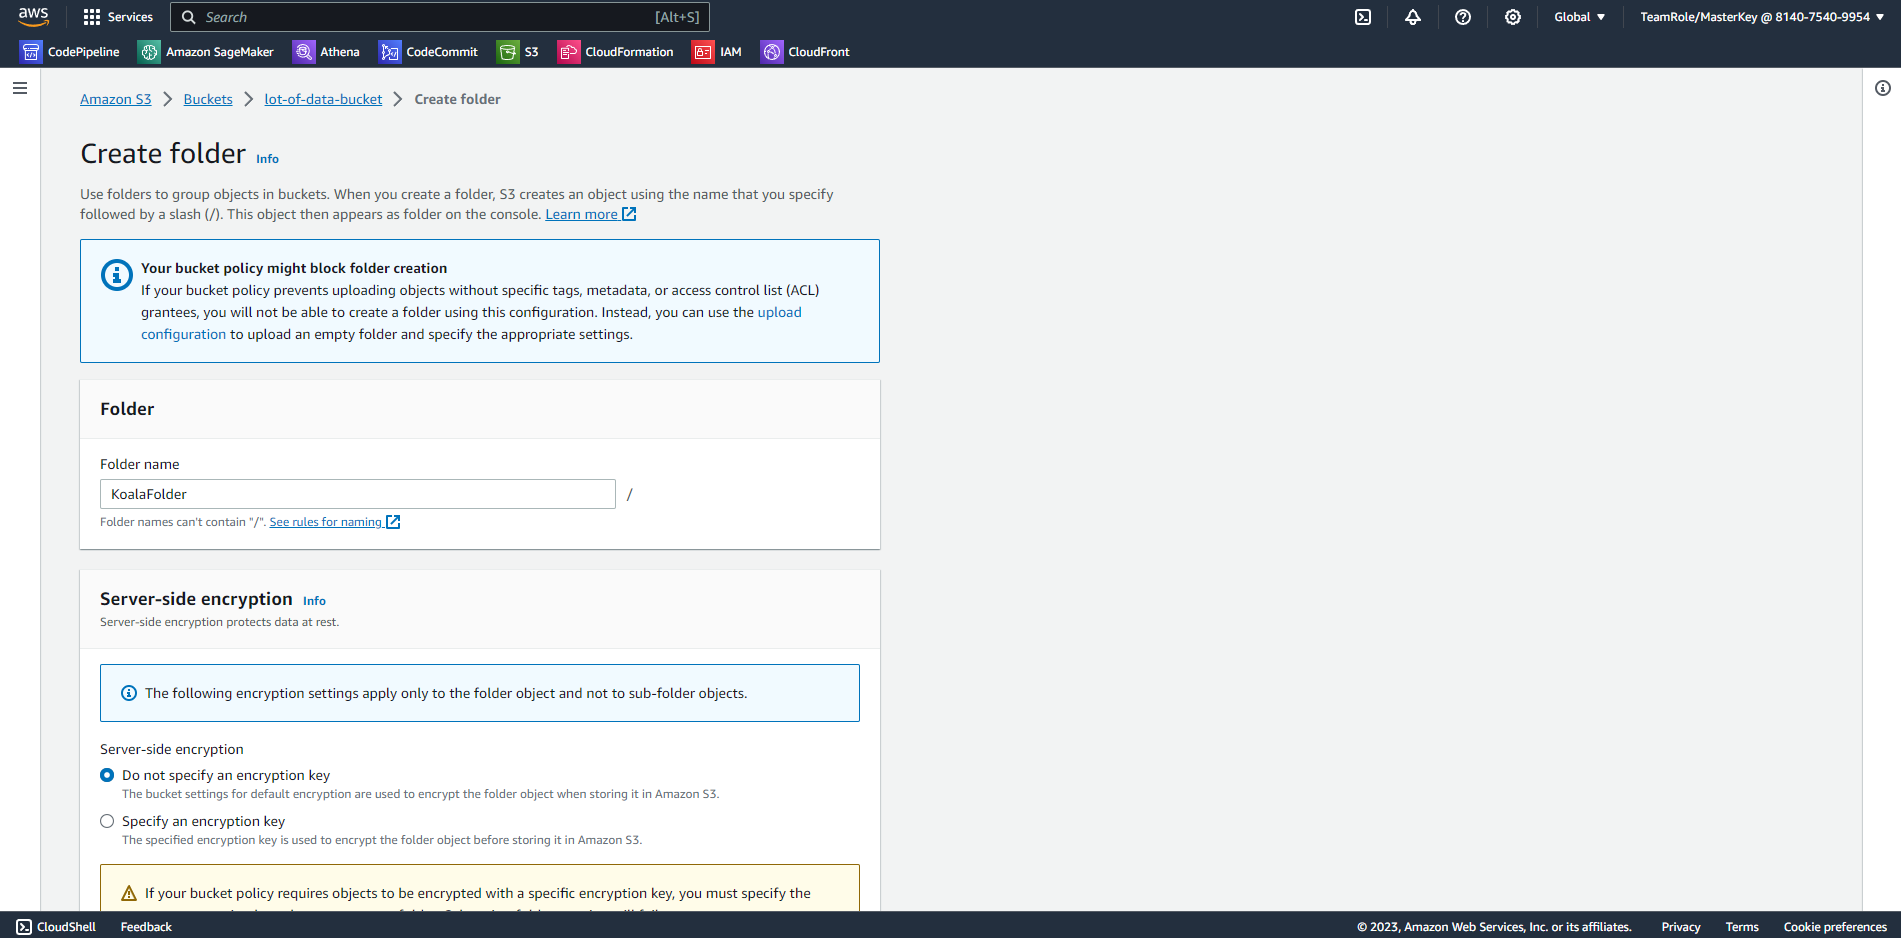 aws
Services
Search
[Alt+S]
Global
TeamRole/MasterKey @ 8140-7540-9954
CodePipeline
Amazon SageMaker
Athena
CodeCommit
S3
CloudFormation
IAM
CloudFront
Amazon S3
Buckets
lot-of-data-bucket
Create folder
Create folder
Info
Use folders to group objects in buckets. When you create a folder, S3 creates an object using the name that you specify
followed by a slash (/). This object then appears as folder on the console. Learn more
Your bucket policy might block folder creation
If your bucket policy prevents uploading objects without specific tags, metadata, or access control list (ACL)
grantees, you will not be able to create a folder using this configuration. Instead, you can use the upload
configuration to upload an empty folder and specify the appropriate settings.
Folder
Folder name
KoalaFolder
/
Folder names can't contain "/". See rules for naming
Server-side encryption
Info
Server-side encryption protects data at rest.
The following encryption settings apply only to the folder object and not to sub-folder objects.
Server-side encryption
Do not specify an encryption key
The bucket settings for default encryption are used to encrypt the folder object when storing it in Amazon S3.
Specify an encryption key
The specified encryption key is used to encrypt the folder object before storing it in Amazon S3.
If your bucket policy requires objects to be encrypted with a specific encryption key, you must specify the
CloudShell
Feedback
© 2023, Amazon Web Services, Inc. or its affiliates.
Privacy
Terms
Cookie preferences